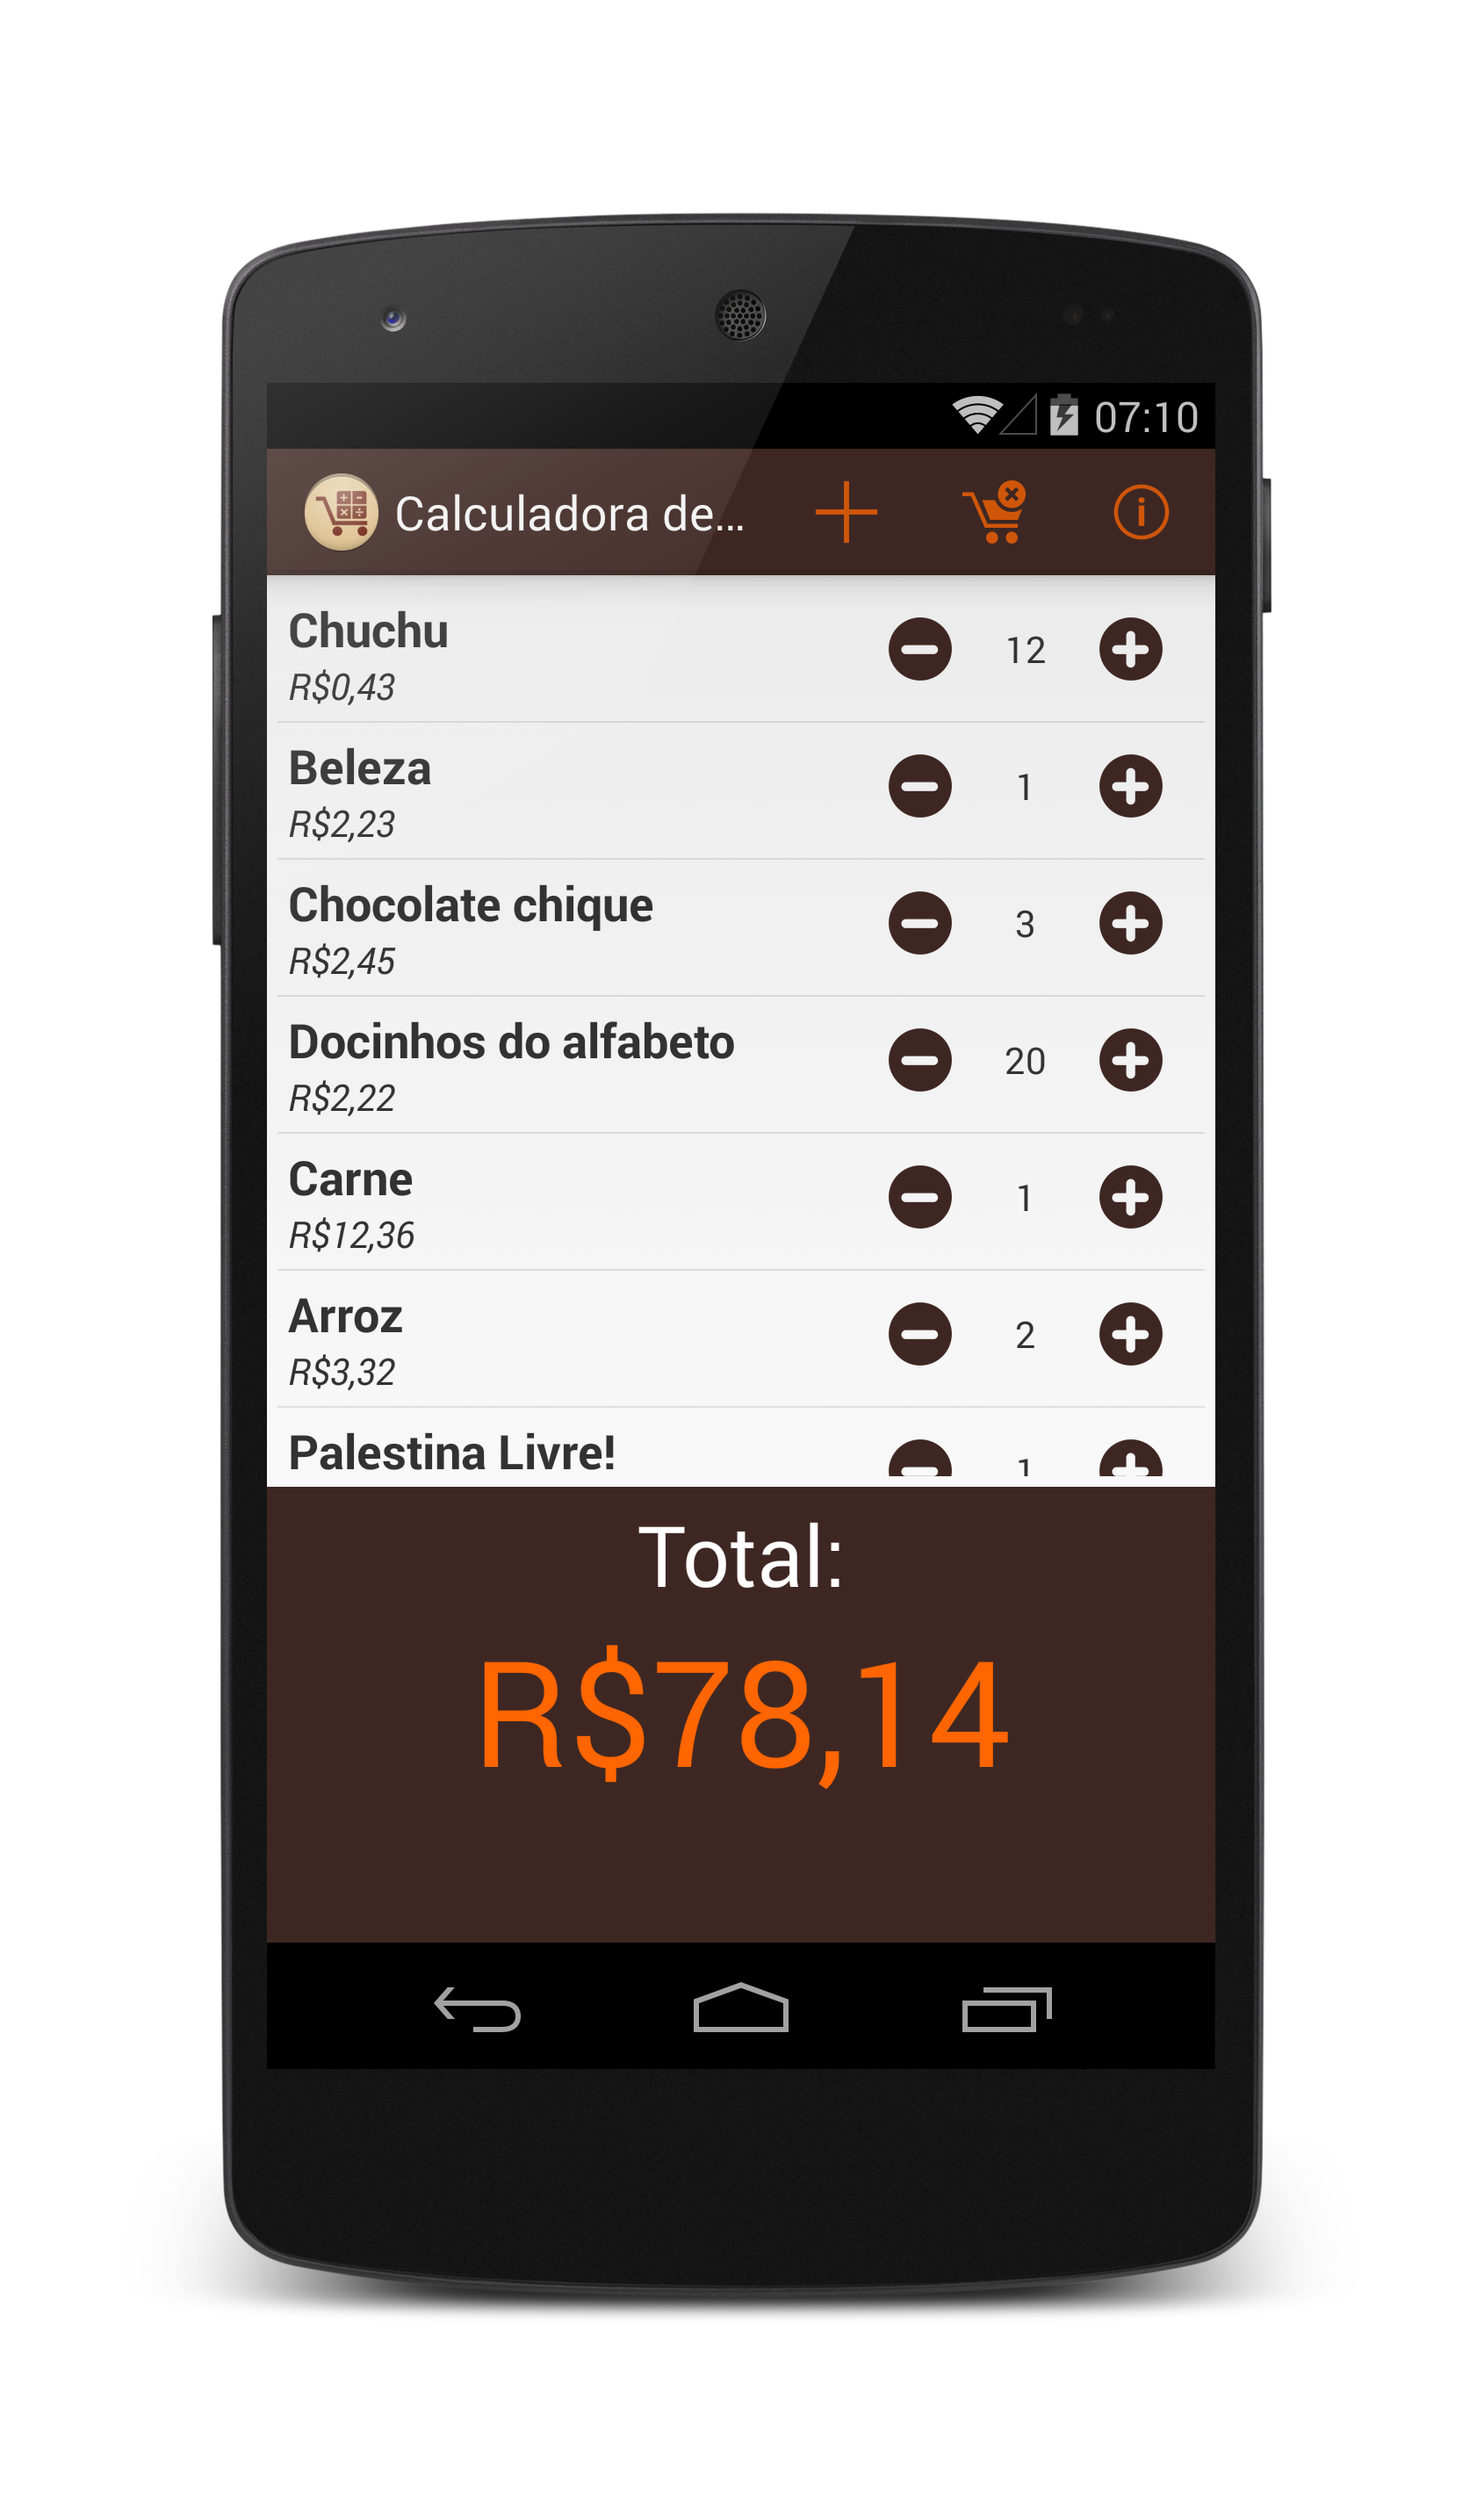 07:10
Calculadora de...
Chuchu
R$0,43
12
Beleza
R$2,23
1
Chocolate chique
R$2,45
3
Docinhos do alfabeto
R$2,22
20
Carne
R$12,36
1
Arroz
R$3,32
2
Palestina Livre!
1
Total:
R$78,14